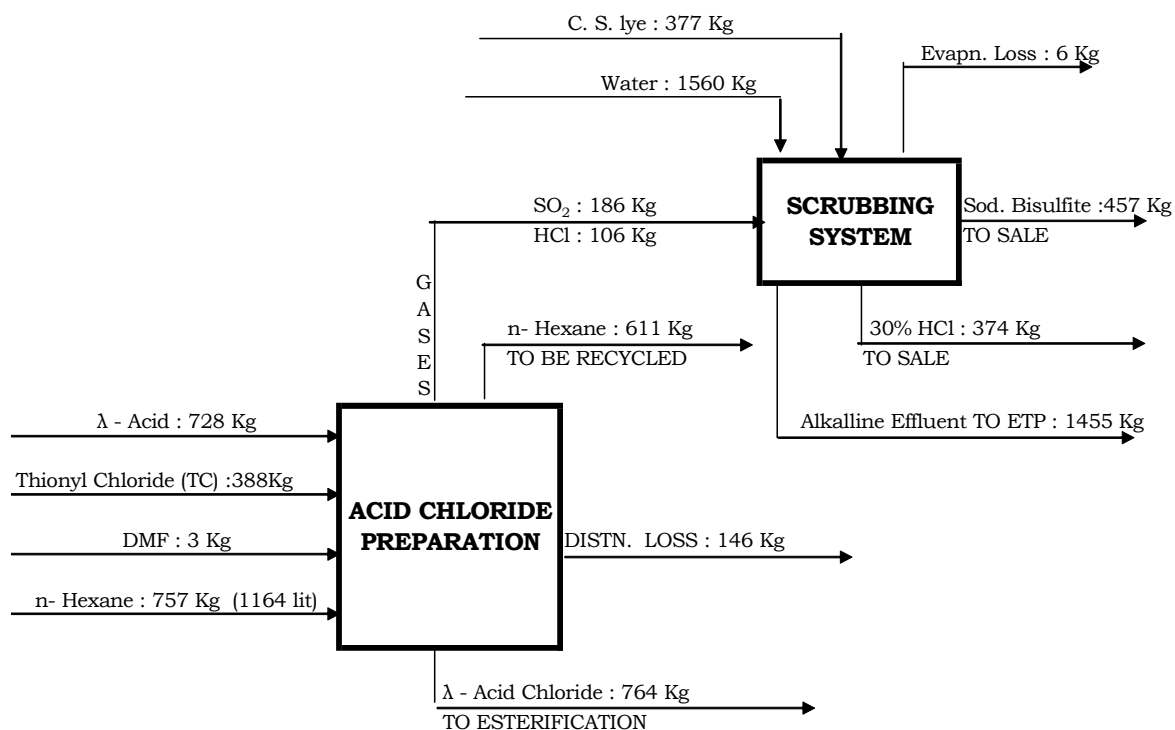 C. S. lye : 377 Kg
Evapn. Loss : 6 Kg
Water : 1560 Kg
SO₂ : 186 Kg
HCl : 106 Kg
SCRUBBING
SYSTEM
Sod. Bisulfite :457 Kg
TO SALE
GASES
n- Hexane : 611 Kg
TO BE RECYCLED
30% HCl : 374 Kg
TO SALE
Alkalline Effluent TO ETP : 1455 Kg
λ - Acid : 728 Kg
Thionyl Chloride (TC) :388Kg
DMF : 3 Kg
n- Hexane : 757 Kg (1164 lit)
ACID CHLORIDE
PREPARATION
DISTN. LOSS : 146 Kg
λ - Acid Chloride : 764 Kg
TO ESTERIFICATION